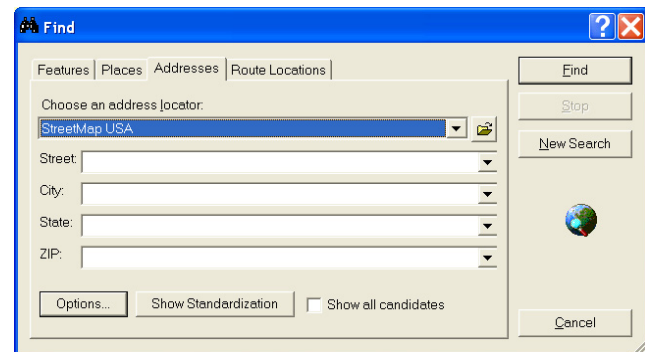 Find
Features Places Addresses Route Locations
Choose an address locator:
StreetMap USA
Street:
City:
State:
ZIP:
Options... Show Standardization Show all candidates
Find
Stop
New Search
Cancel